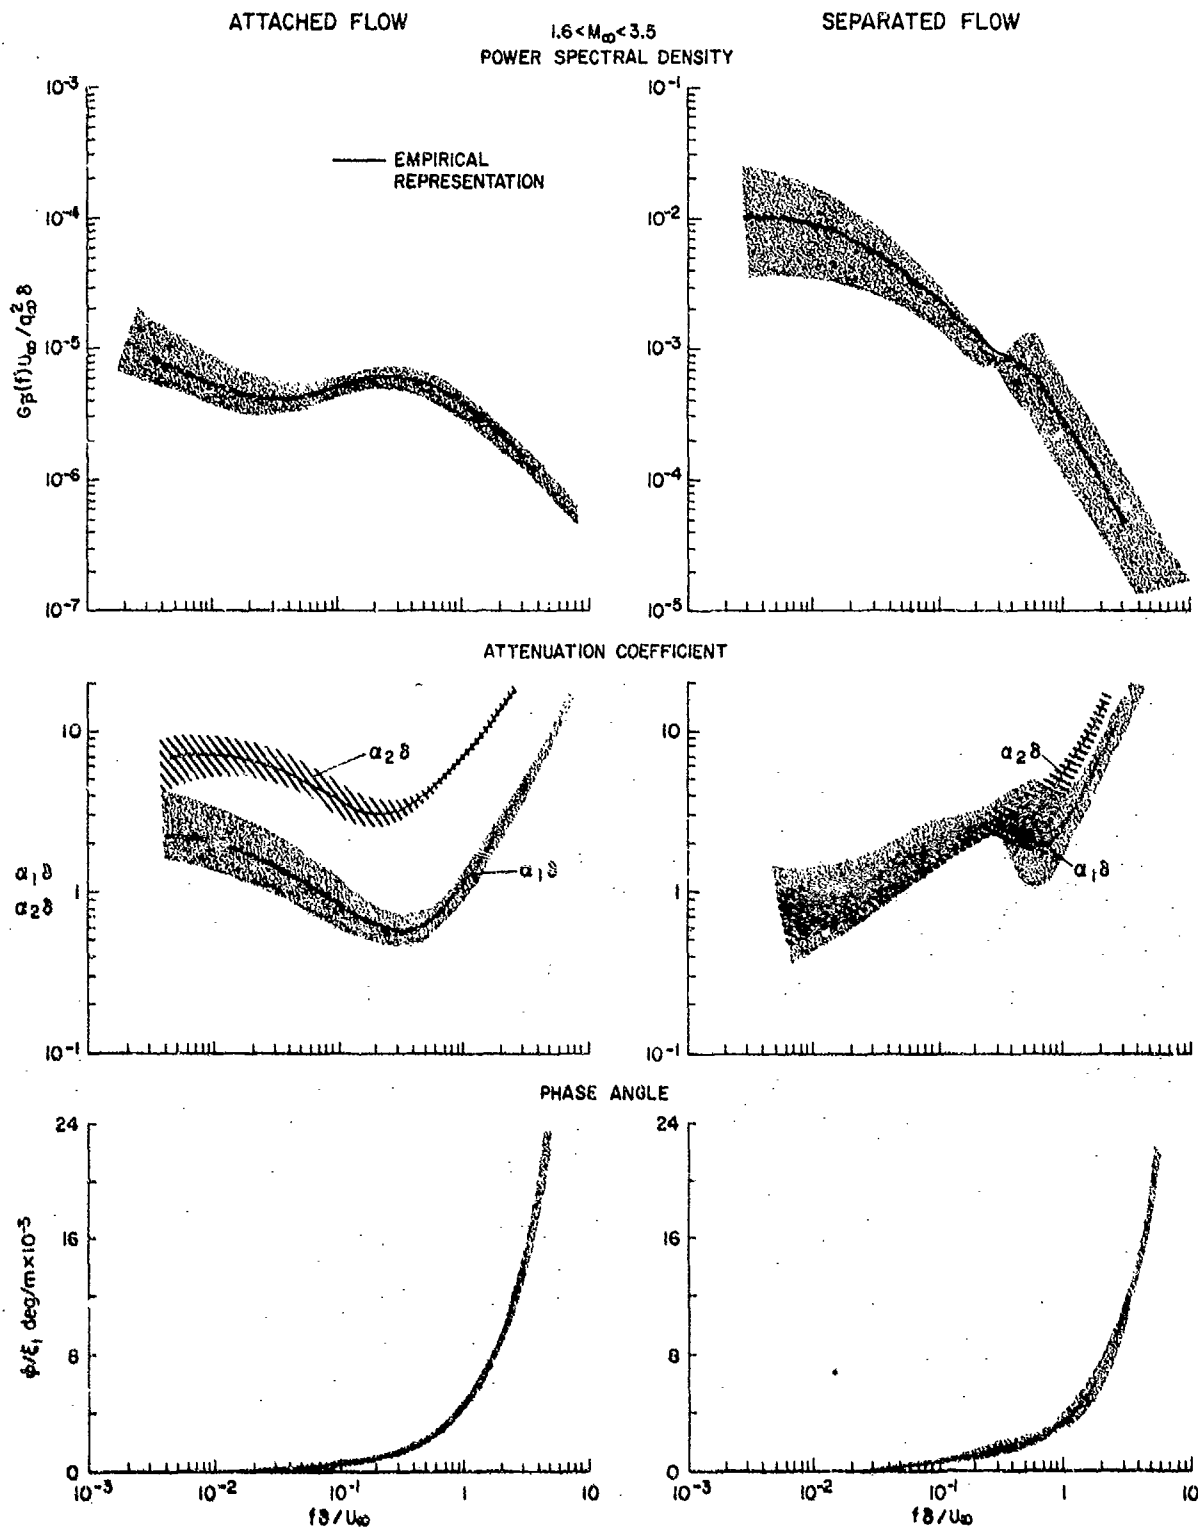 ATTACHED FLOW
SEPARATED FLOW
1.6<M∞<3.5
POWER SPECTRAL DENSITY
10⁻³
10⁻⁴
10⁻⁵
10⁻⁶
10⁻⁷
G_p̃(f)U∞/q²∞δ
EMPIRICAL
REPRESENTATION
10⁻¹
10⁻²
10⁻³
10⁻⁴
10⁻⁵
ATTENUATION COEFFICIENT
10
1
10⁻¹
α₁δ
α₂δ
α₂δ
α₁δ
10
1
10⁻¹
α₂δ
α₁δ
PHASE ANGLE
24
16
8
0
ϕ/ξ₁ deg/m×10⁻³
10⁻³
10⁻²
10⁻¹
1
10
fδ/U∞
24
16
8
0
10⁻³
10⁻²
10⁻¹
1
10
fδ/U∞